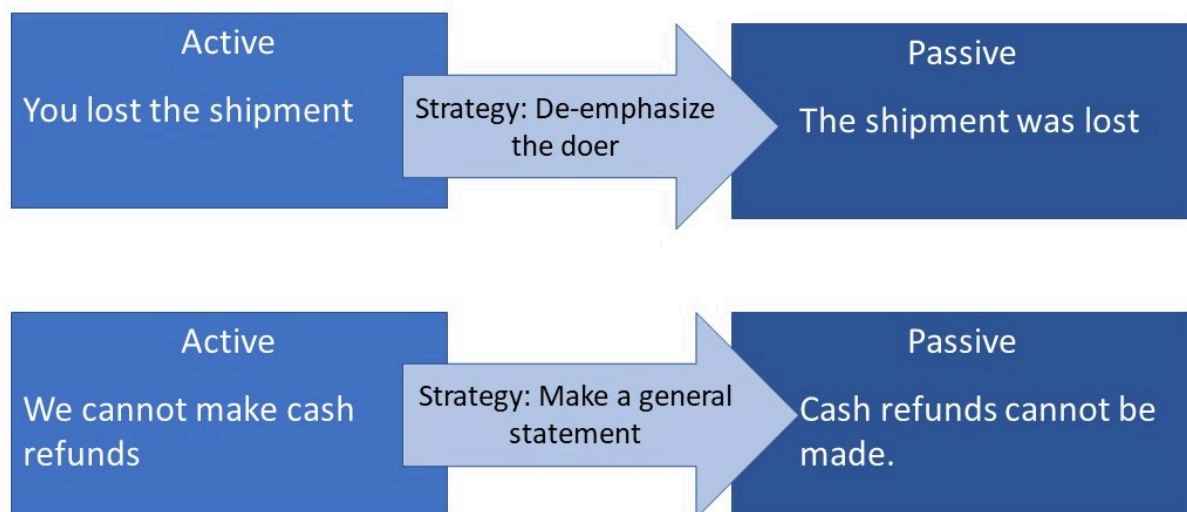 Active
You lost the shipment
Strategy: De-emphasize
the doer
Passive
The shipment was lost
Active
We cannot make cash
refunds
Strategy: Make a general
statement
Passive
Cash refunds cannot be
made.